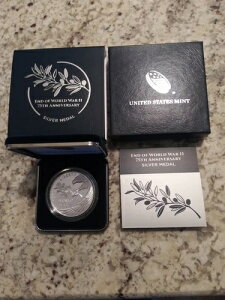 END OF WORLD WAR II
75TH ANNIVERSARY
SILVER MEDAL
UNITED STATES MINT
END OF WORLD WAR II
75TH ANNIVERSARY
SILVER MEDAL